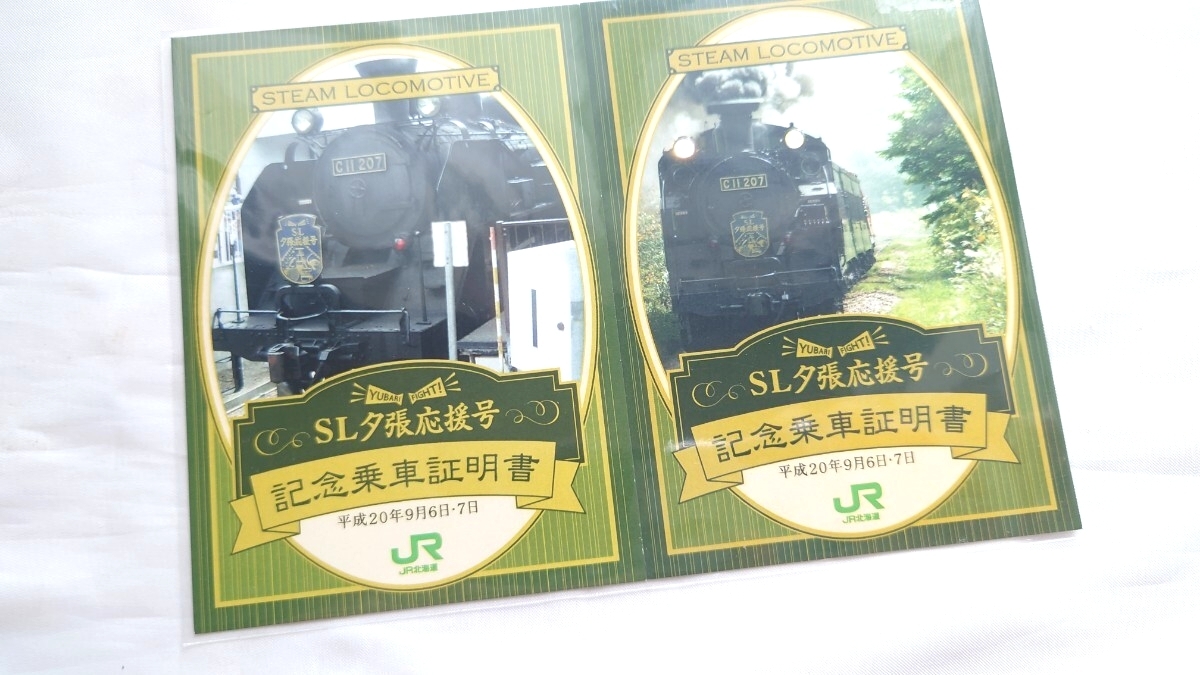 STEAM LOCOMOTIVE
C11 207
SL
夕張応援号
YUBARI FIGHT!
SL夕張応援号
記念乗車証明書
平成20年9月6日·7日
JR
JR北海道
STEAM LOCOMOTIVE
C11 207
YUBARI FIGHT!
SL夕張応援号
記念乗車証明書
平成20年9月6日·7日
JR
JR北海道